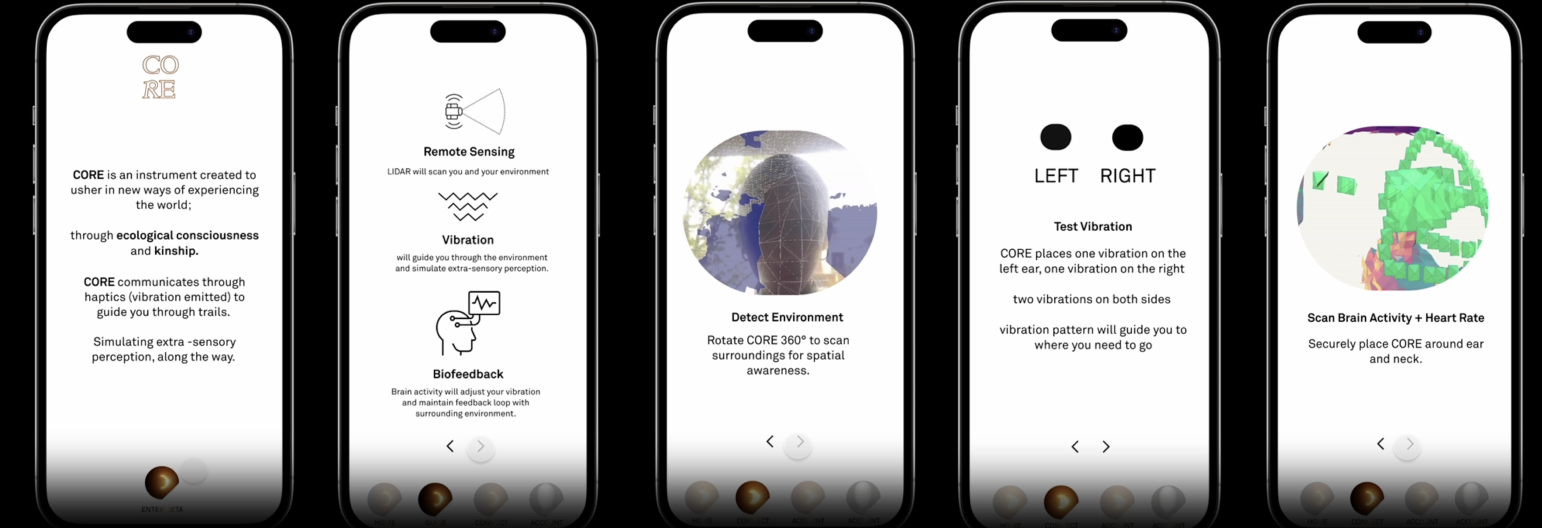 CO
RE
CORE is an instrument created to
usher in new ways of experiencing
the world;
through ecological consciousness
and kinship.
CORE communicates through
haptics (vibration emitted) to
guide you through trails.
Simulating extra -sensory
perception, along the way.
Remote Sensing
LIDAR will scan you and your environment
Vibration
will guide you through the environment
and simulate extra-sensory perception.
Biofeedback
Brain activity will adjust your vibration
and maintain feedback loop with
surrounding environment.
Detect Environment
Rotate CORE 360° to scan
surroundings for spatial
awareness.
LEFT RIGHT
Test Vibration
CORE places one vibration on the
left ear, one vibration on the right
two vibrations on both sides
vibration pattern will guide you to
where you need to go
Scan Brain Activity + Heart Rate
Securely place CORE around ear
and neck.